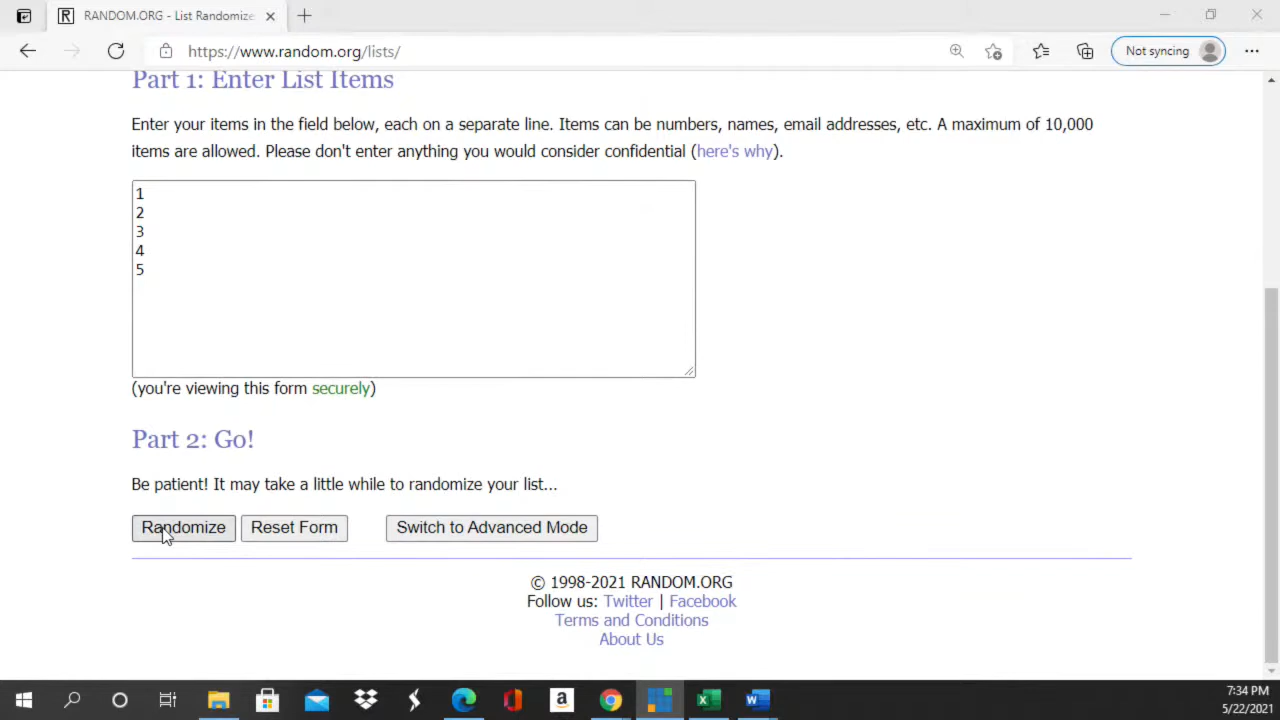 RANDOM.ORG - List Randomize
https://www.random.org/lists/
Not syncing
Part 1: Enter List Items
Enter your items in the field below, each on a separate line. Items can be numbers, names, email addresses, etc. A maximum of 10,000
items are allowed. Please don't enter anything you would consider confidential (here's why).
1
2
3
4
5
(you're viewing this form securely)
Part 2: Go!
Be patient! It may take a little while to randomize your list...
Randomize Reset Form Switch to Advanced Mode
© 1998-2021 RANDOM.ORG
Follow us: Twitter | Facebook
Terms and Conditions
About Us
7:34 PM
5/22/2021